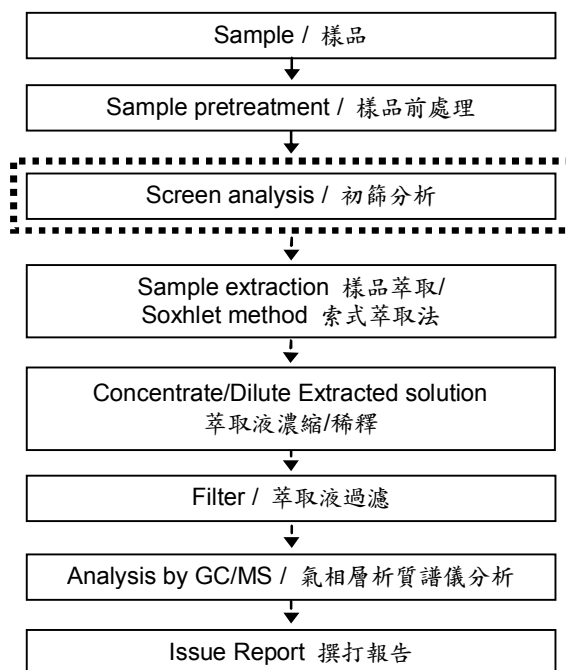 Sample / 樣品
Sample pretreatment / 樣品前處理
Screen analysis / 初篩分析
Sample extraction 樣品萃取/
Soxhlet method 索式萃取法
Concentrate/Dilute Extracted solution
萃取液濃縮/稀釋
Filter / 萃取液過濾
Analysis by GC/MS / 氣相層析質譜儀分析
Issue Report 撰打報告